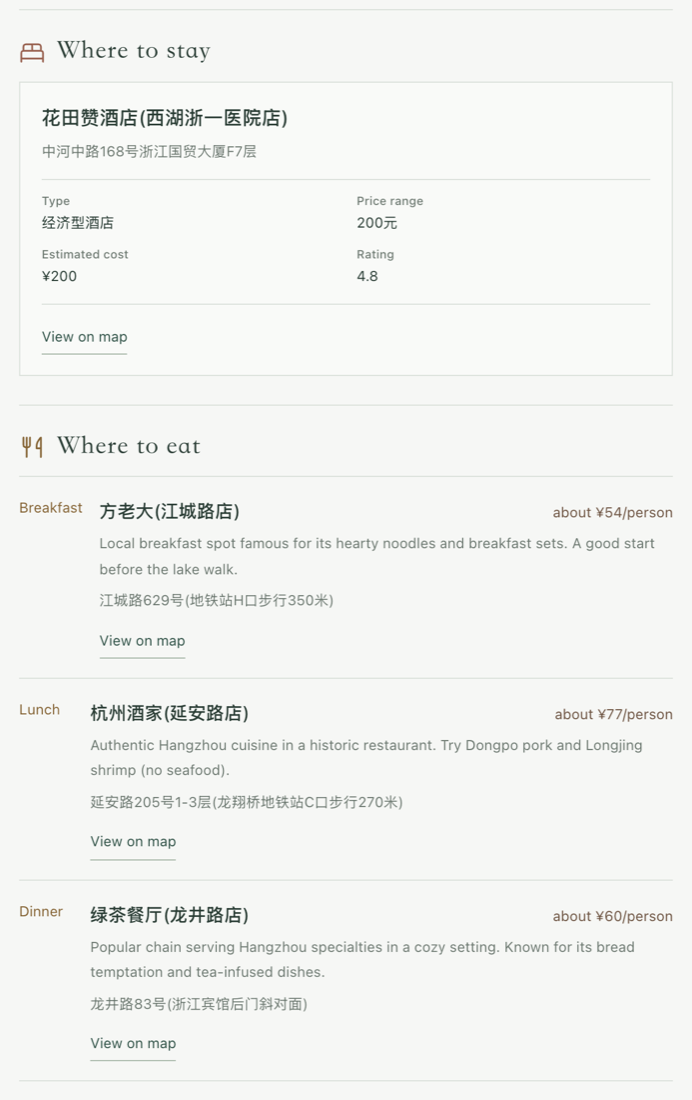 Where to stay
花田赞酒店(西湖浙一医院店)
中河中路168号浙江国贸大厦F7层
Type
经济型酒店
Price range
200元
Estimated cost
¥200
Rating
4.8
View on map
Where to eat
Breakfast
方老大(江城路店)
about ¥54/person
Local breakfast spot famous for its hearty noodles and breakfast sets. A good start
before the lake walk.
江城路629号(地铁站H口步行350米)
View on map
Lunch
杭州酒家(延安路店)
about ¥77/person
Authentic Hangzhou cuisine in a historic restaurant. Try Dongpo pork and Longjing
shrimp (no seafood).
延安路205号1-3层(龙翔桥地铁站C口步行270米)
View on map
Dinner
绿茶餐厅(龙井路店)
about ¥60/person
Popular chain serving Hangzhou specialties in a cozy setting. Known for its bread
temptation and tea-infused dishes.
龙井路83号(浙江宾馆后门斜对面)
View on map